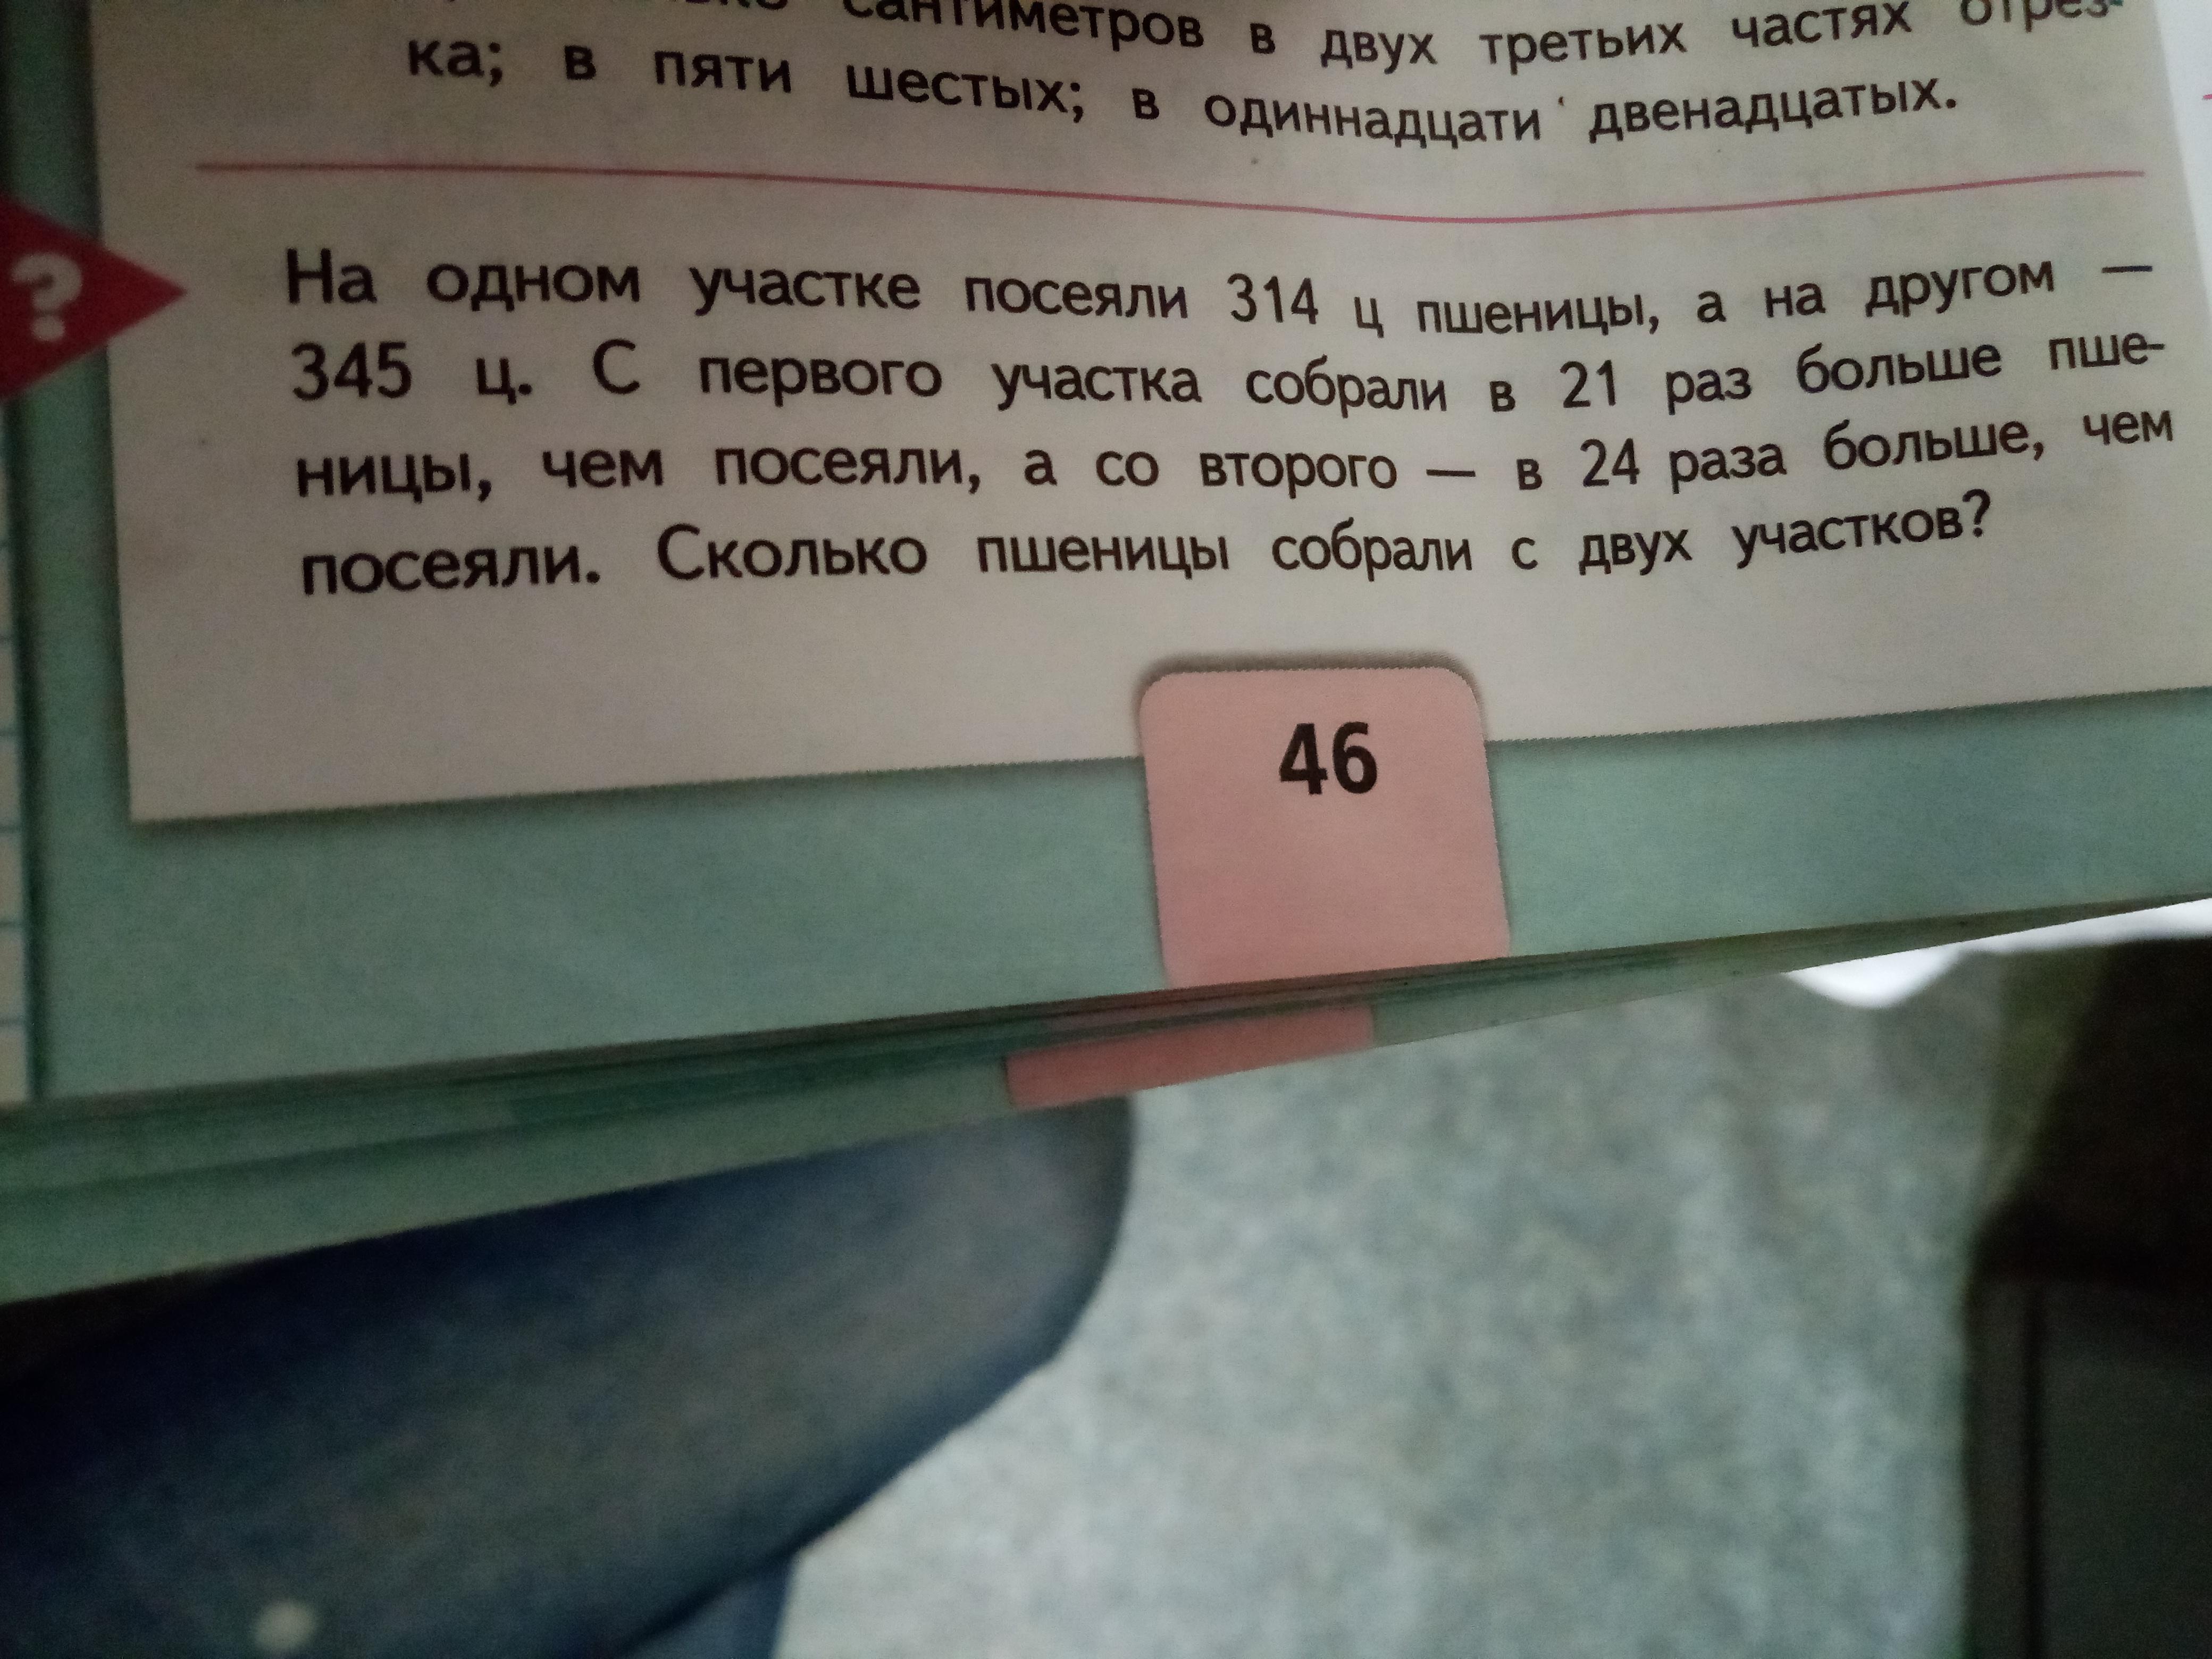 сантиметров в двух третьих частях отрез-
ка; в пяти шестых; в одиннадцати двенадцатых.
?
На одном участке посеяли 314 ц пшеницы, а на другом —
345 ц. С первого участка собрали в 21 раз больше пше-
ницы, чем посеяли, а со второго — в 24 раза больше, чем
посеяли. Сколько пшеницы собрали с двух участков?
46